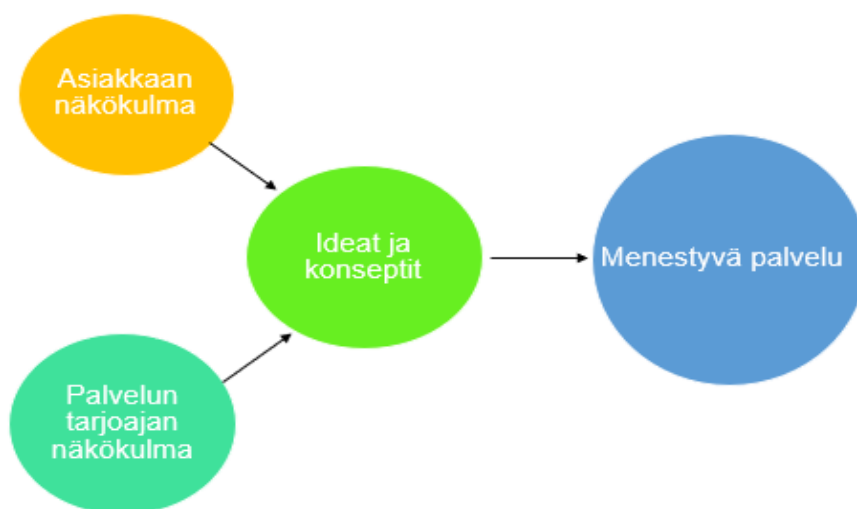 Asiakkaan
näkökulma
Ideat ja
konseptit
Menestyvä palvelu
Palvelun
tarjoajan
näkökulma